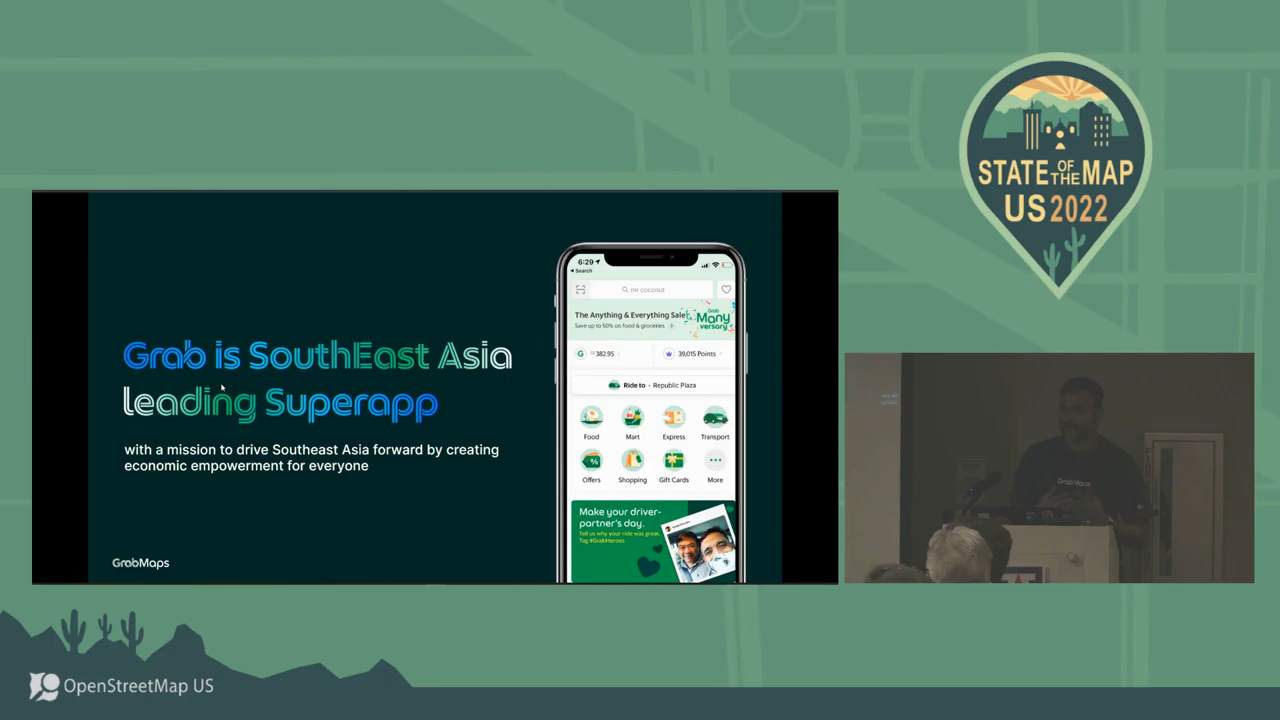 STATE OF THE MAP
US 2022
Grab is SouthEast Asia
leading Superapp
with a mission to drive Southeast Asia forward by creating
economic empowerment for everyone
GrabMaps
6:29
Search
mr coconut
The Anything & Everything Sale!
Save up to 50% on food & groceries
Grab
Many
versary
382.95
39,015 Points
Ride to - Republic Plaza
Food
Mart
Express
Transport
Offers
Shopping
Gift Cards
More
Make your driver-
partner's day.
Tell us why your ride was great.
Tag #GrabHeroes
GrabMaps
OpenStreetMap US